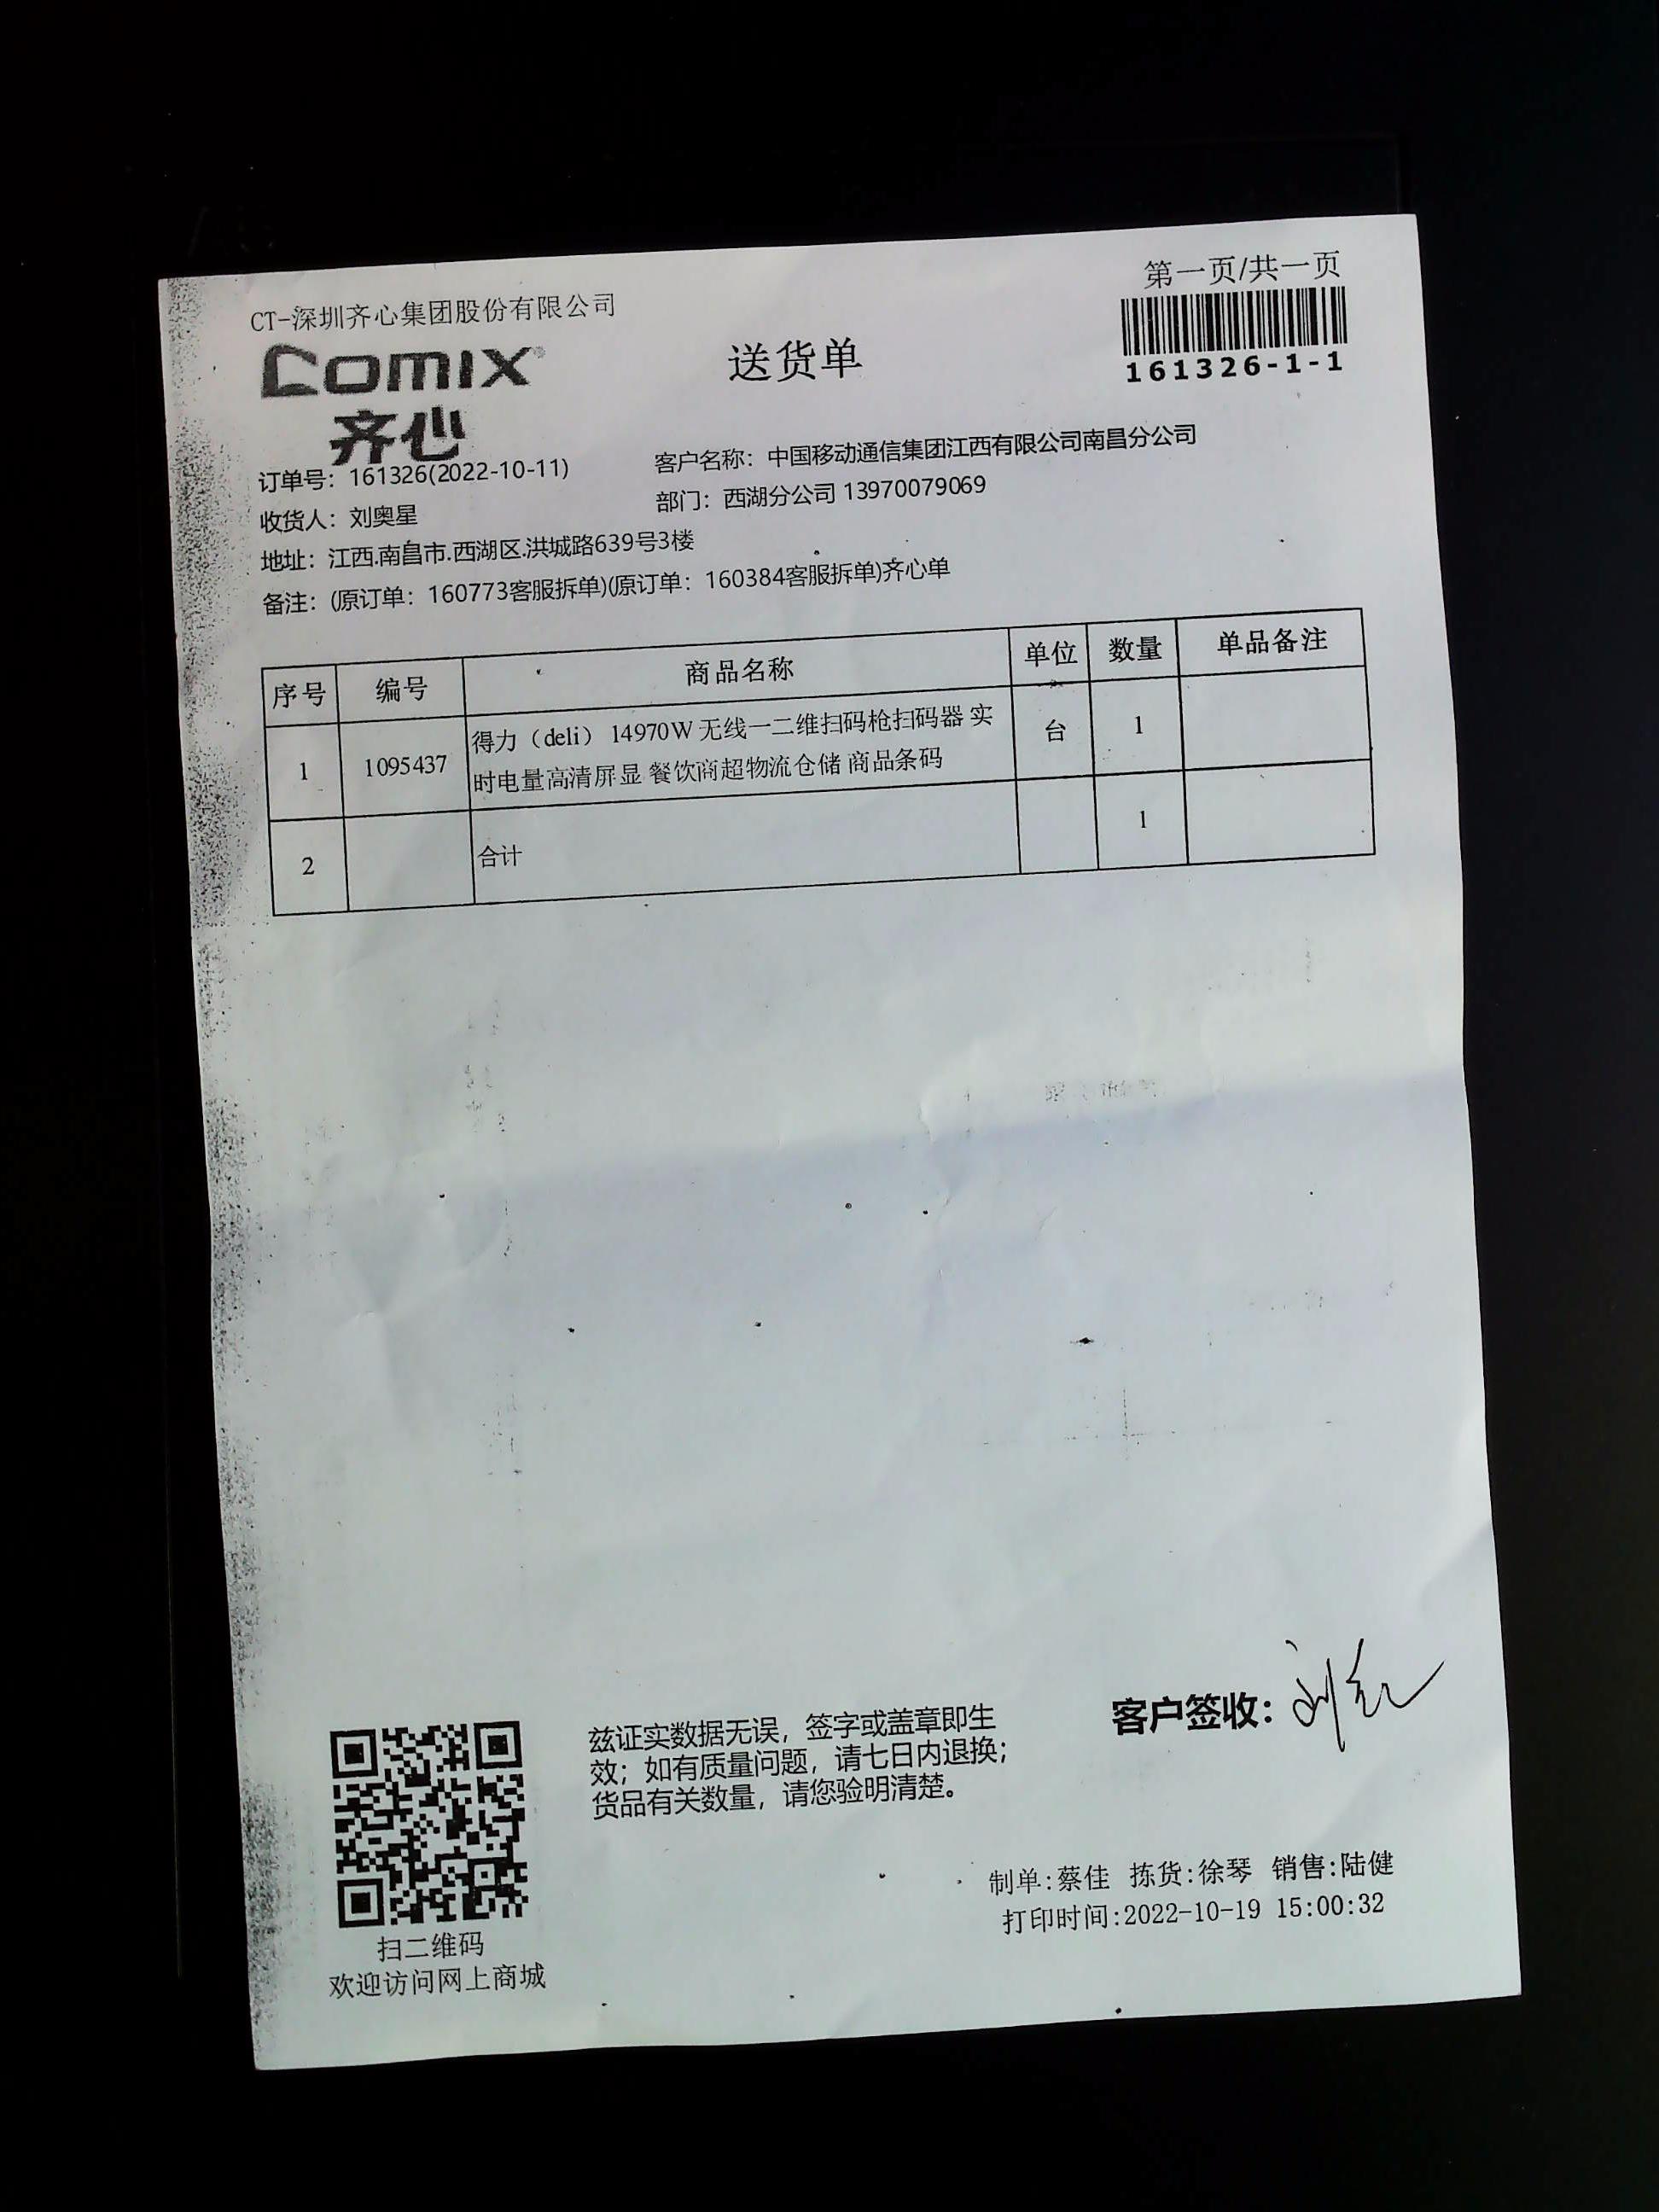 第一页/共一页
CT-深圳齐心集团股份有限公司
COMIX
齐心
送货单
161326-1-1
订单号：161326(2022-10-11)
客户名称：中国移动通信集团江西有限公司南昌分公司
收货人：刘奥星
部门：西湖分公司 13970079069
地址：江西.南昌市.西湖区.洪城路639号3楼
备注：(原订单：160773客服拆单)(原订单：160384客服拆单)齐心单
序号 编号 商品名称 单位 数量 单品备注
1 1095437 得力（deli） 14970W 无线一二维扫码枪扫码器 实 台 1
时电量高清屏显 餐饮商超物流仓储 商品条码
2 合计 1
客户签收：
兹证实数据无误，签字或盖章即生
效；如有质量问题，请七日内退换；
货品有关数量，请您验明清楚。
制单:蔡佳 拣货:徐琴 销售:陆健
打印时间:2022-10-19 15:00:32
扫二维码
欢迎访问网上商城